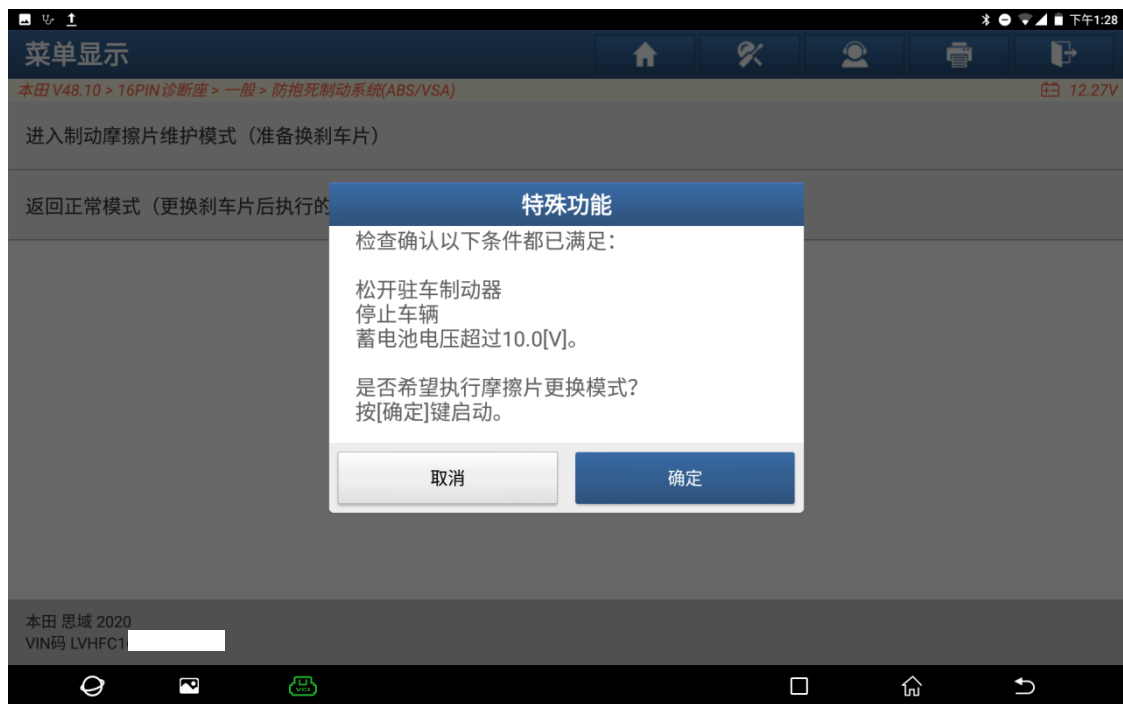 下午1:28
菜单显示
本田 V48.10 > 16PIN诊断座 > 一般 > 防抱死制动系统(ABS/VSA)
12.27V
进入制动摩擦片维护模式（准备换刹车片）
返回正常模式（更换刹车片后执行的
特殊功能
检查确认以下条件都已满足：
松开驻车制动器
停止车辆
蓄电池电压超过10.0[V]。
是否希望执行摩擦片更换模式？
按[确定]键启动。
取消
确定
本田 思域 2020
VIN码 LVHFC1
VCI